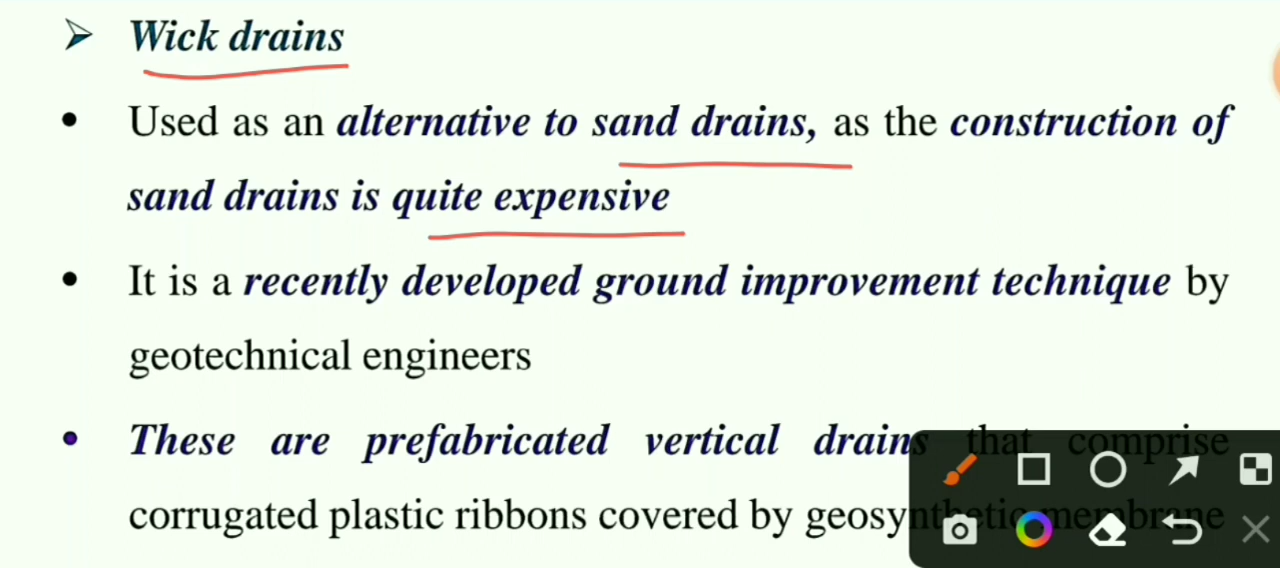 Wick drains
Used as an alternative to sand drains, as the construction of
sand drains is quite expensive
It is a recently developed ground improvement technique by
geotechnical engineers
These are prefabricated vertical drains that comprise
corrugated plastic ribbons covered by geosynthetic membrane